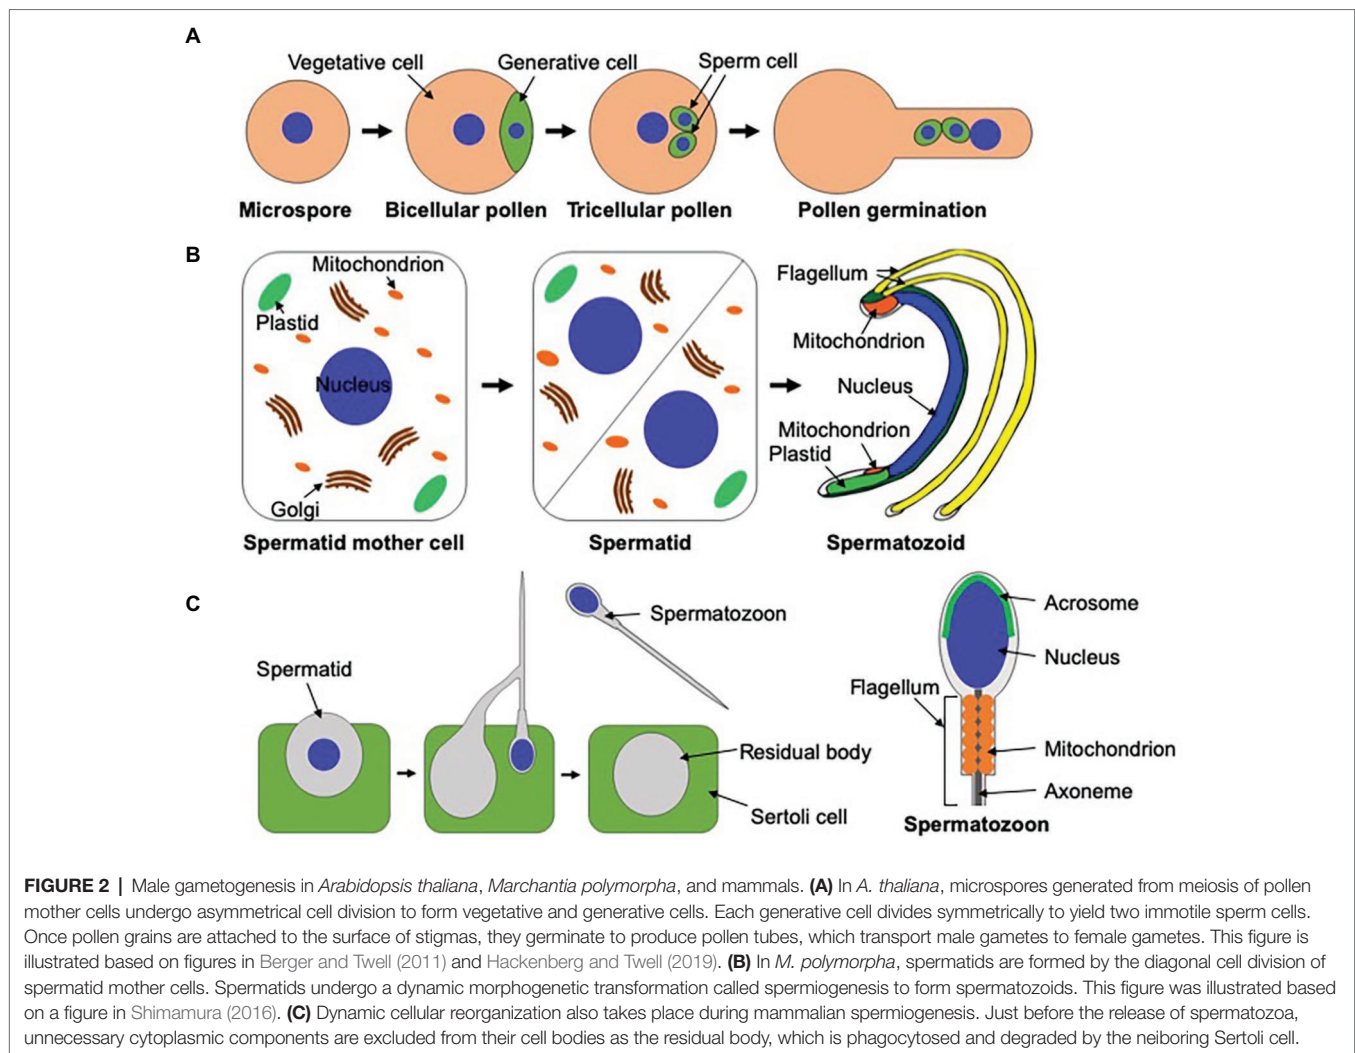 A
Vegetative cell
Generative cell
Sperm cell
Microspore
Bicellular pollen
Tricellular pollen
Pollen germination
B
Mitochondrion
Plastid
Nucleus
Golgi
Spermatid mother cell
Spermatid
Flagellum
Mitochondrion
Nucleus
Mitochondrion
Plastid
Spermatozoid
C
Spermatid
Spermatozoon
Residual body
Sertoli cell
Acrosome
Nucleus
Flagellum
Mitochondrion
Axoneme
Spermatozoon
FIGURE 2 | Male gametogenesis in Arabidopsis thaliana, Marchantia polymorpha, and mammals. (A) In A. thaliana, microspores generated from meiosis of pollen
mother cells undergo asymmetrical cell division to form vegetative and generative cells. Each generative cell divides symmetrically to yield two immotile sperm cells.
Once pollen grains are attached to the surface of stigmas, they germinate to produce pollen tubes, which transport male gametes to female gametes. This figure is
illustrated based on figures in Berger and Twell (2011) and Hackenberg and Twell (2019). (B) In M. polymorpha, spermatids are formed by the diagonal cell division of
spermatid mother cells. Spermatids undergo a dynamic morphogenetic transformation called spermiogenesis to form spermatozoids. This figure was illustrated based
on a figure in Shimamura (2016). (C) Dynamic cellular reorganization also takes place during mammalian spermiogenesis. Just before the release of spermatozoa,
unnecessary cytoplasmic components are excluded from their cell bodies as the residual body, which is phagocytosed and degraded by the neiboring Sertoli cell.